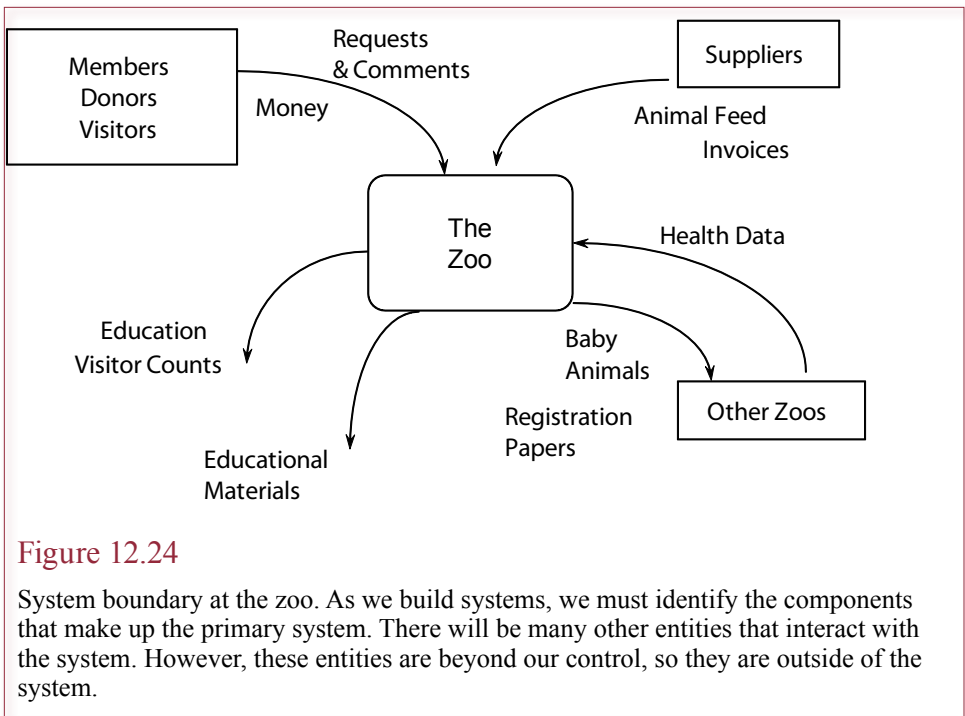 Members
Donors
Visitors
Requests
& Comments
Money
Suppliers
Animal Feed
Invoices
The
Zoo
Health Data
Education
Visitor Counts
Baby
Animals
Registration
Papers
Other Zoos
Educational
Materials
Figure 12.24
System boundary at the zoo. As we build systems, we must identify the components
that make up the primary system. There will be many other entities that interact with
the system. However, these entities are beyond our control, so they are outside of the
system.